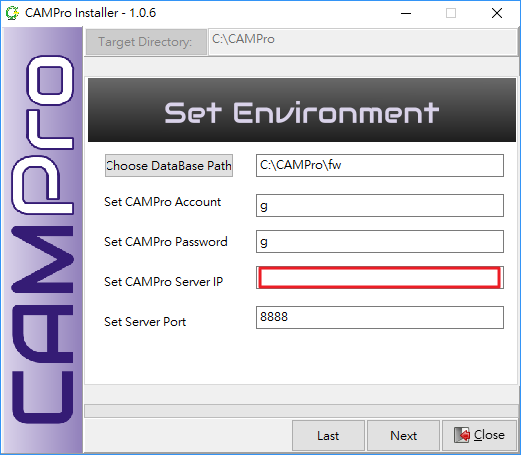 CAMPro Installer - 1.0.6
Target Directory:
C:\CAMPro
CAMPro
Set Environment
Choose DataBase Path
C:\CAMPro\fw
Set CAMPro Account
g
Set CAMPro Password
g
Set CAMPro Server IP
Set Server Port
8888
Last
Next
Close